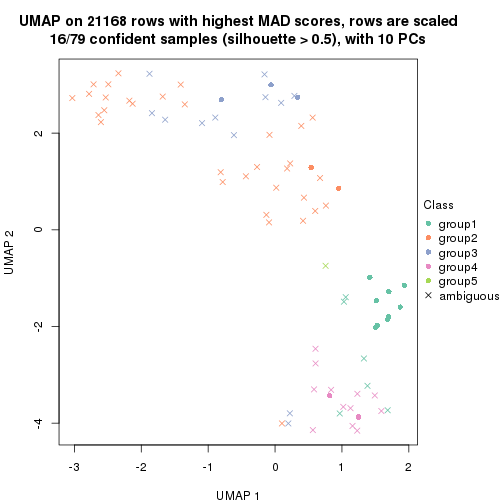 UMAP on 21168 rows with highest MAD scores, rows are scaled
16/79 confident samples (silhouette > 0.5), with 10 PCs
UMAP 2
2
0
-2
-4
-3
-2
-1
0
1
2
UMAP 1
Class
group1
group2
group3
group4
group5
ambiguous